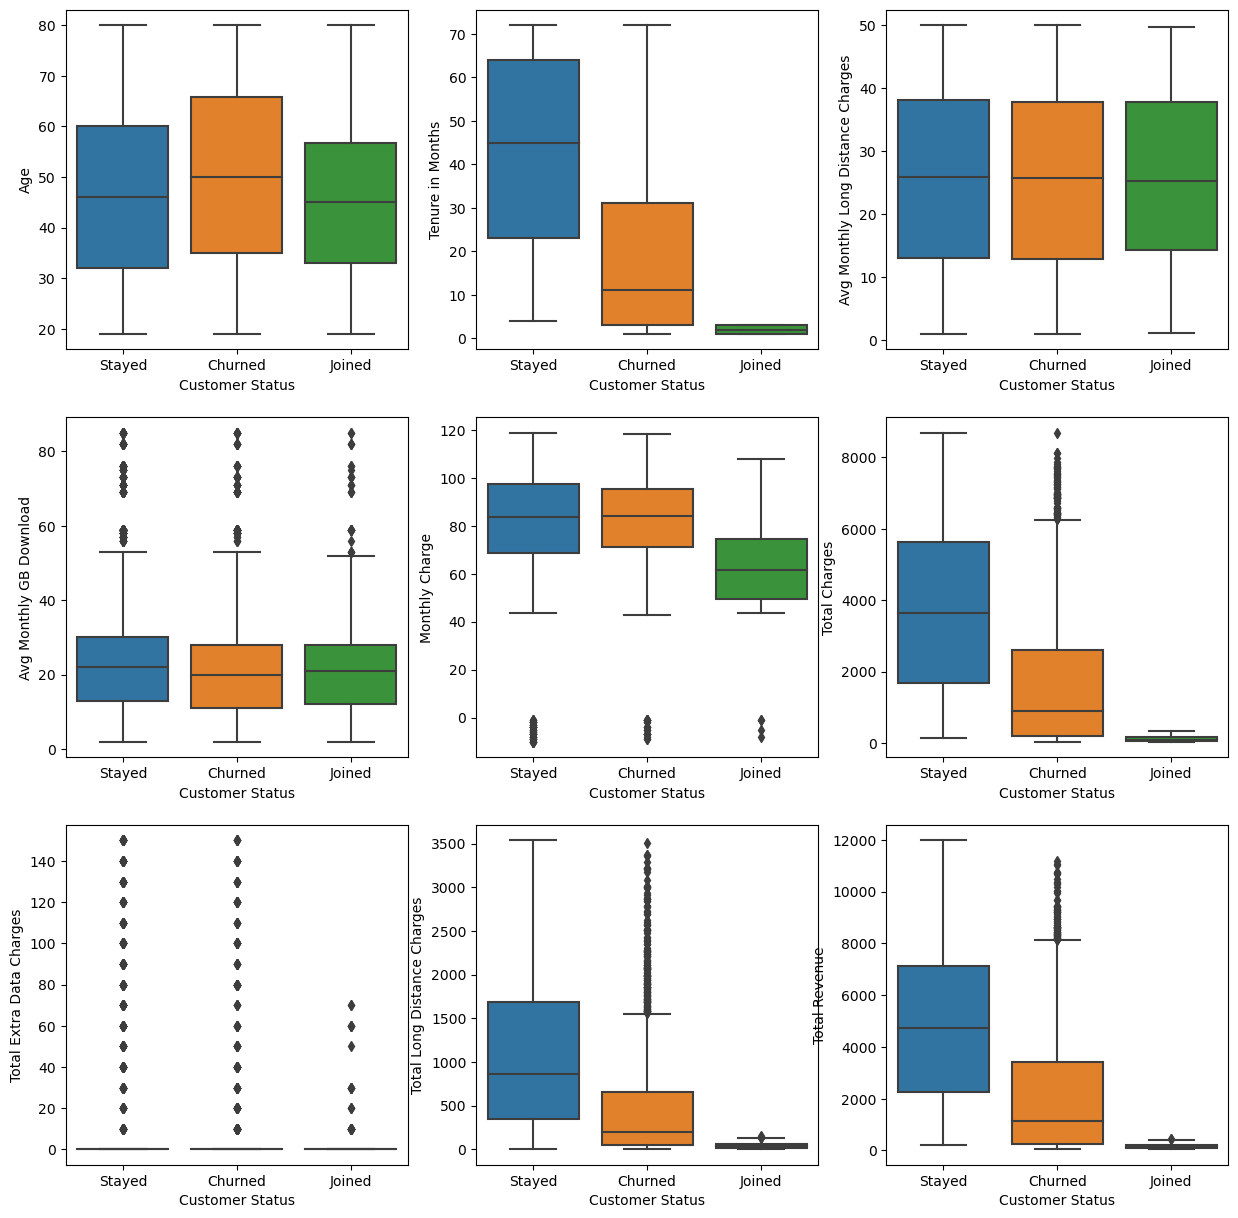 Age
80
70
60
50
40
30
20
Stayed Churned Joined
Customer Status
Tenure in Months
70
60
50
40
30
20
10
0
Stayed Churned Joined
Customer Status
Avg Monthly Long Distance Charges
50
40
30
20
10
0
Stayed Churned Joined
Customer Status
Avg Monthly GB Download
80
60
40
20
0
Stayed Churned Joined
Customer Status
Monthly Charge
120
100
80
60
40
20
0
Stayed Churned Joined
Customer Status
Total Charges
8000
6000
4000
2000
0
Stayed Churned Joined
Customer Status
Total Extra Data Charges
140
120
100
80
60
40
20
0
Stayed Churned Joined
Customer Status
Total Long Distance Charges
3500
3000
2500
2000
1500
1000
500
0
Stayed Churned Joined
Customer Status
Total Revenue
12000
10000
8000
6000
4000
2000
0
Stayed Churned Joined
Customer Status